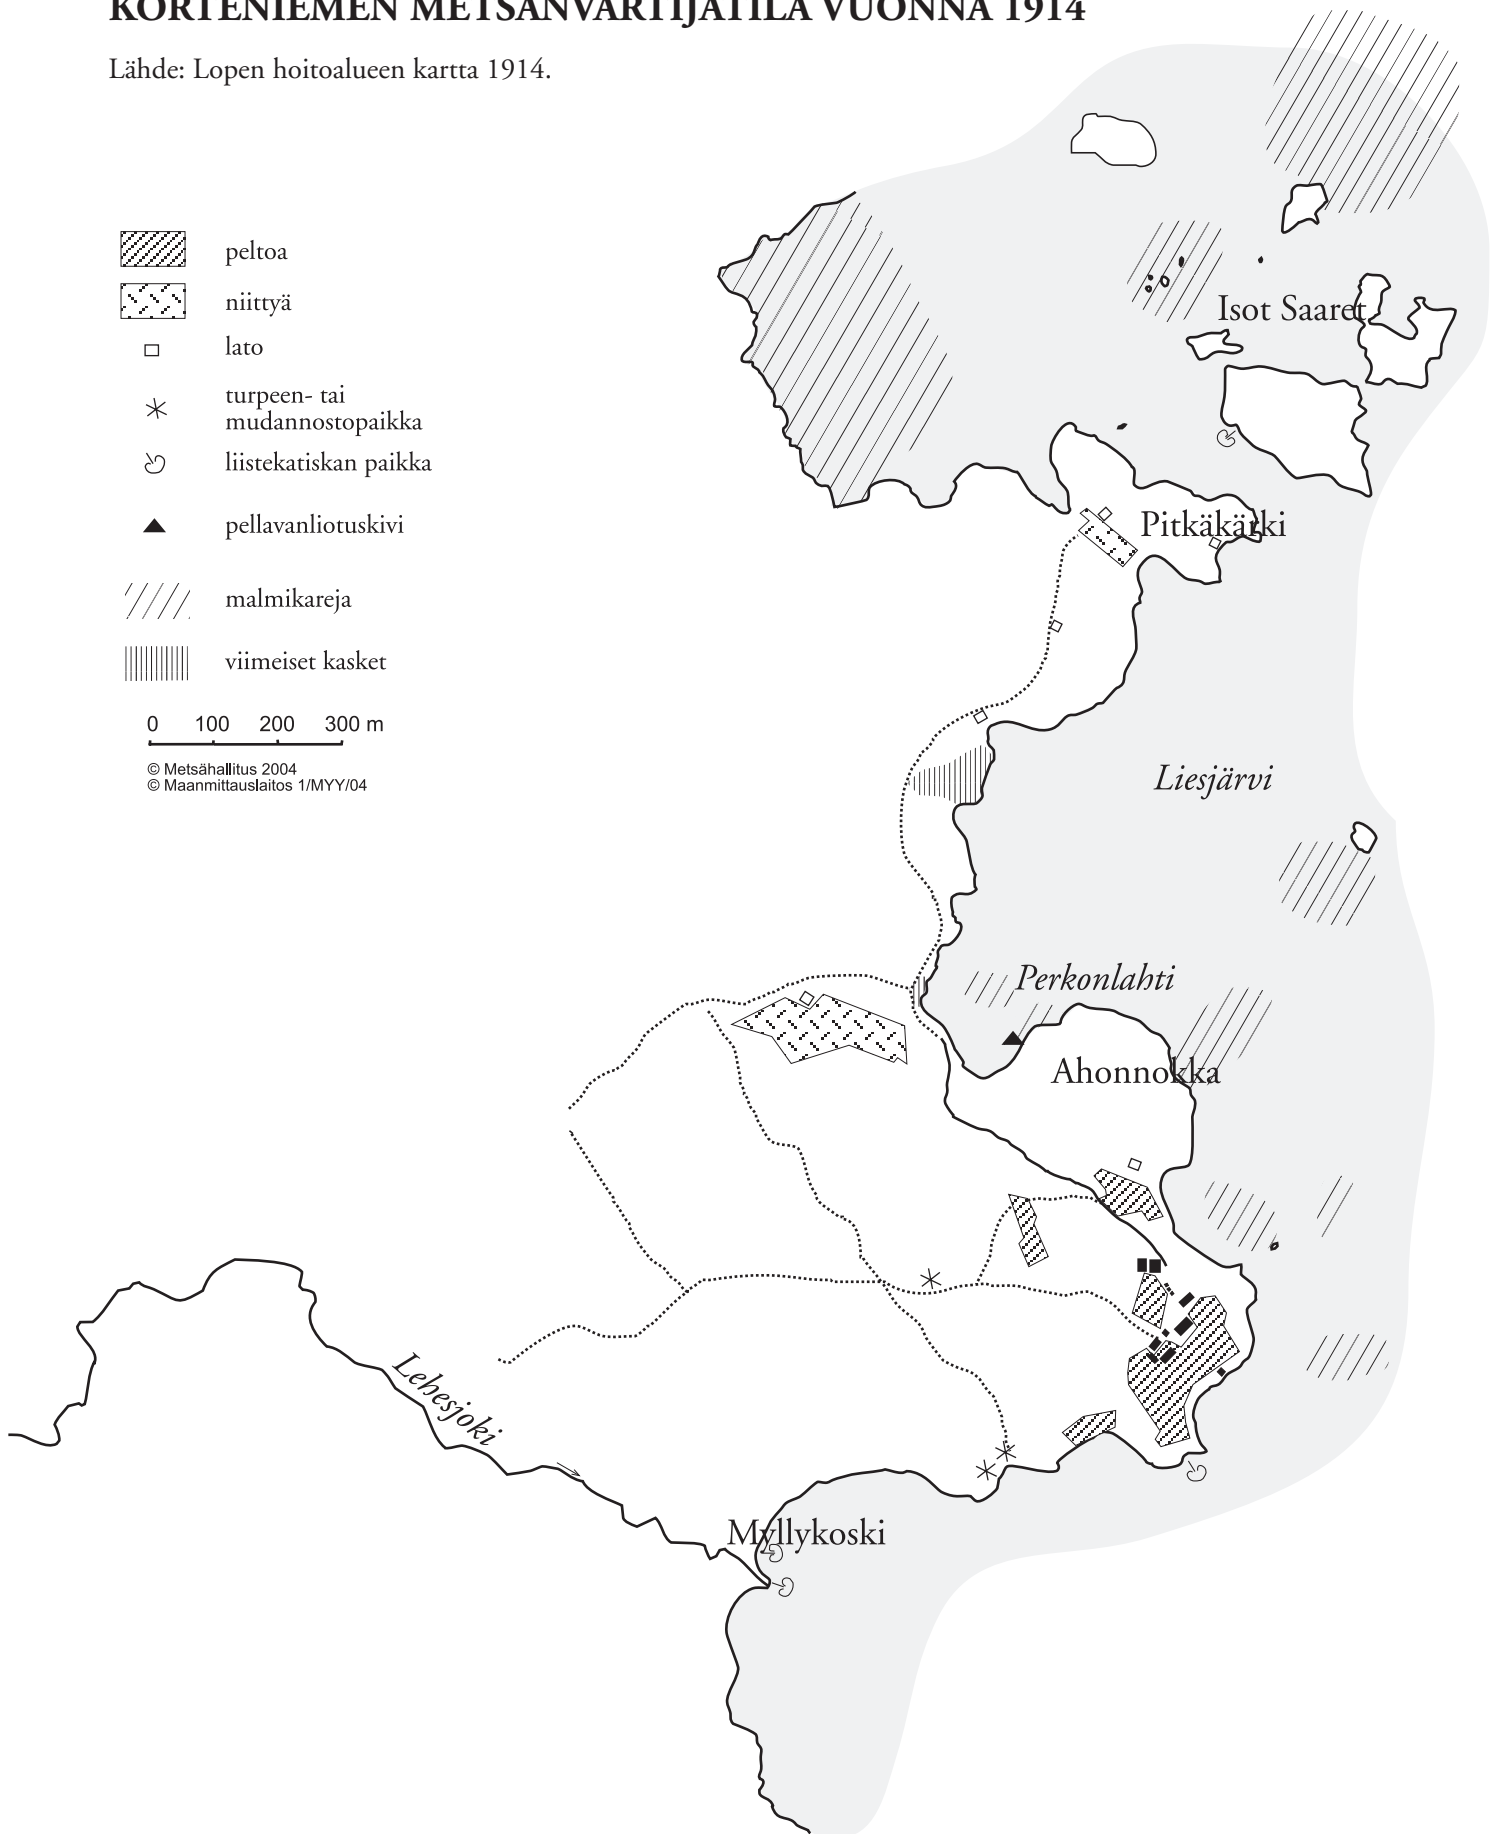 KORTENIEMEN METSÄNVARTIJATILA VUONNA 1914
Lähde: Lopen hoitoalueen kartta 1914.
peltoa
niittyä
lato
turpeen- tai
mudannostopaikka
liistekatiskan paikka
pellavanliotuskivi
malmikareja
viimeiset kasket
0 100 200 300 m
© Metsähallitus 2004
© Maanmittauslaitos 1/MYY/04
Isot Saaret
Pitkäkärki
Liesjärvi
Perkonlahti
Ahonnokka
Lehesjoki
Myllykoski